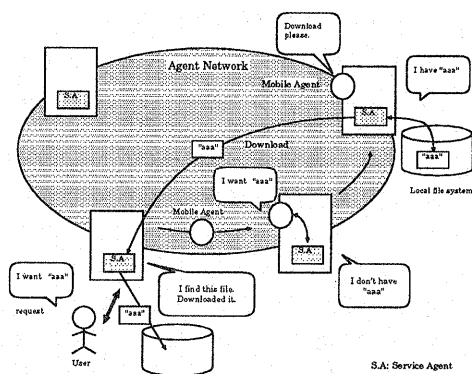 Download
please.
Agent Network
Mobile Agent
I have "aaa"
S.A
S.A
"aaa"
Download
"aaa"
Local file system
I want "aaa"
Mobile Agent
S.A
S.A
I want "aaa"
request
I find this file.
Downloaded it.
I don't have
"aaa"
"aaa"
User
S.A: Service Agent